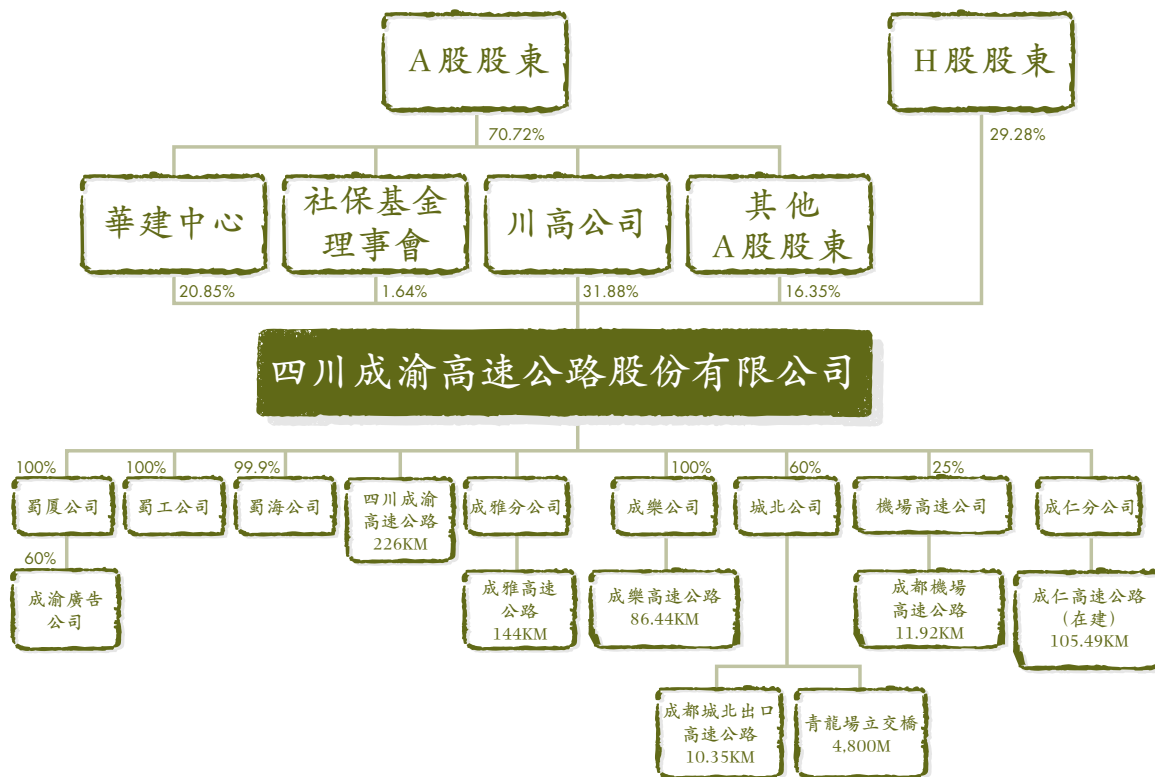 A股股東
H股股東
70.72%
29.28%
華建中心
社保基金
理事會
川高公司
其他
A股股東
20.85%
1.64%
31.88%
16.35%
四川成渝高速公路股份有限公司
100%
100%
99.9%
100%
60%
25%
蜀厦公司
蜀工公司
蜀海公司
四川成渝
高速公路
226KM
成雅分公司
成樂公司
城北公司
機場高速公司
成仁分公司
60%
成渝廣告
公司
成雅高速
公路
144KM
成樂高速公路
86.44KM
成都機場
高速公路
11.92KM
成仁高速公路
(在建)
105.49KM
成都城北出口
高速公路
10.35KM
青龍場立交橋
4,800M